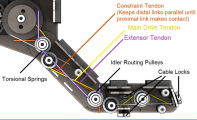 Constraint Tendon
(Keeps distal links parallel until
proximal link makes contact)
Main Drive Tendon
Extensor Tendon
Idler Routing Pulleys
Cable Locks
Torsional Springs